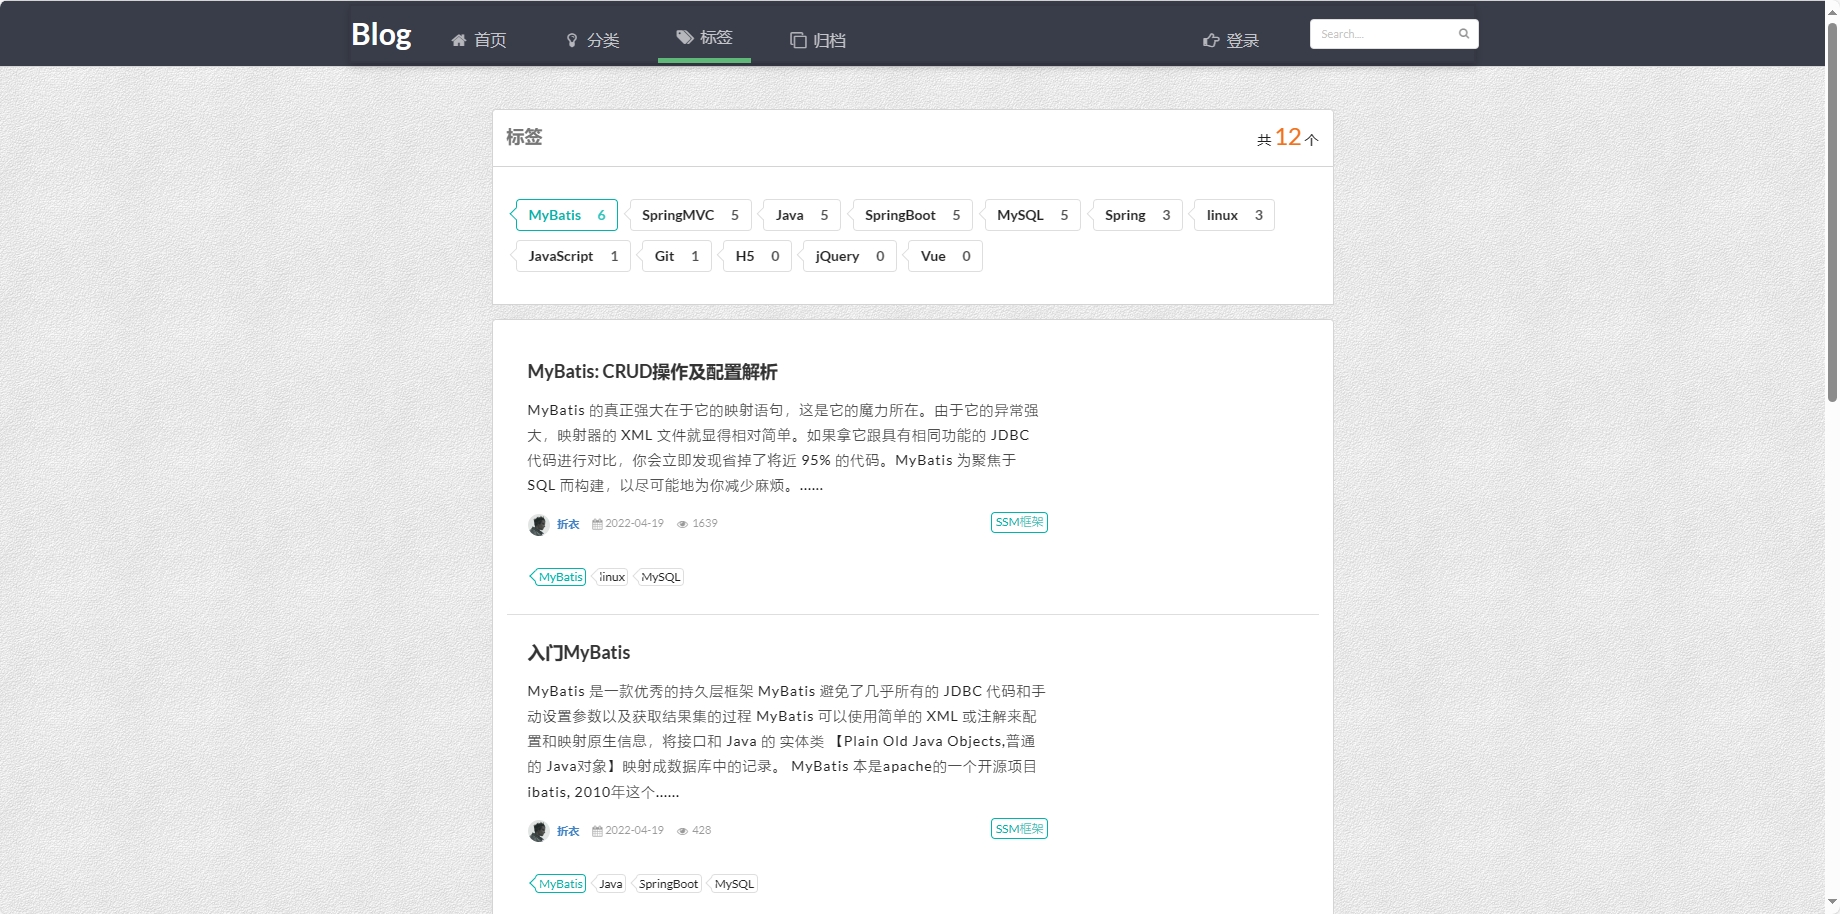 Blog 首页 分类 标签 归档 登录 Search....
标签 共 12 个
MyBatis 6 SpringMVC 5 Java 5 SpringBoot 5 MySQL 5 Spring 3 linux 3
JavaScript 1 Git 1 H5 0 jQuery 0 Vue 0
MyBatis: CRUD操作及配置解析
MyBatis 的真正强大在于它的映射语句，这是它的魔力所在。由于它的异常强
大，映射器的 XML 文件就显得相对简单。如果拿它跟具有相同功能的 JDBC
代码进行对比，你会立即发现省掉了将近 95% 的代码。MyBatis 为聚焦于
SQL 而构建，以尽可能地为你减少麻烦。......
折衣 2022-04-19 1639 SSM框架
MyBatis linux MySQL
入门MyBatis
MyBatis 是一款优秀的持久层框架 MyBatis 避免了几乎所有的 JDBC 代码和手
动设置参数以及获取结果集的过程 MyBatis 可以使用简单的 XML 或注解来配
置和映射原生信息，将接口和 Java 的 实体类 【Plain Old Java Objects,普通
的 Java对象】映射成数据库中的记录。 MyBatis 本是apache的一个开源项目
ibatis, 2010年这个......
折衣 2022-04-19 428 SSM框架
MyBatis Java SpringBoot MySQL